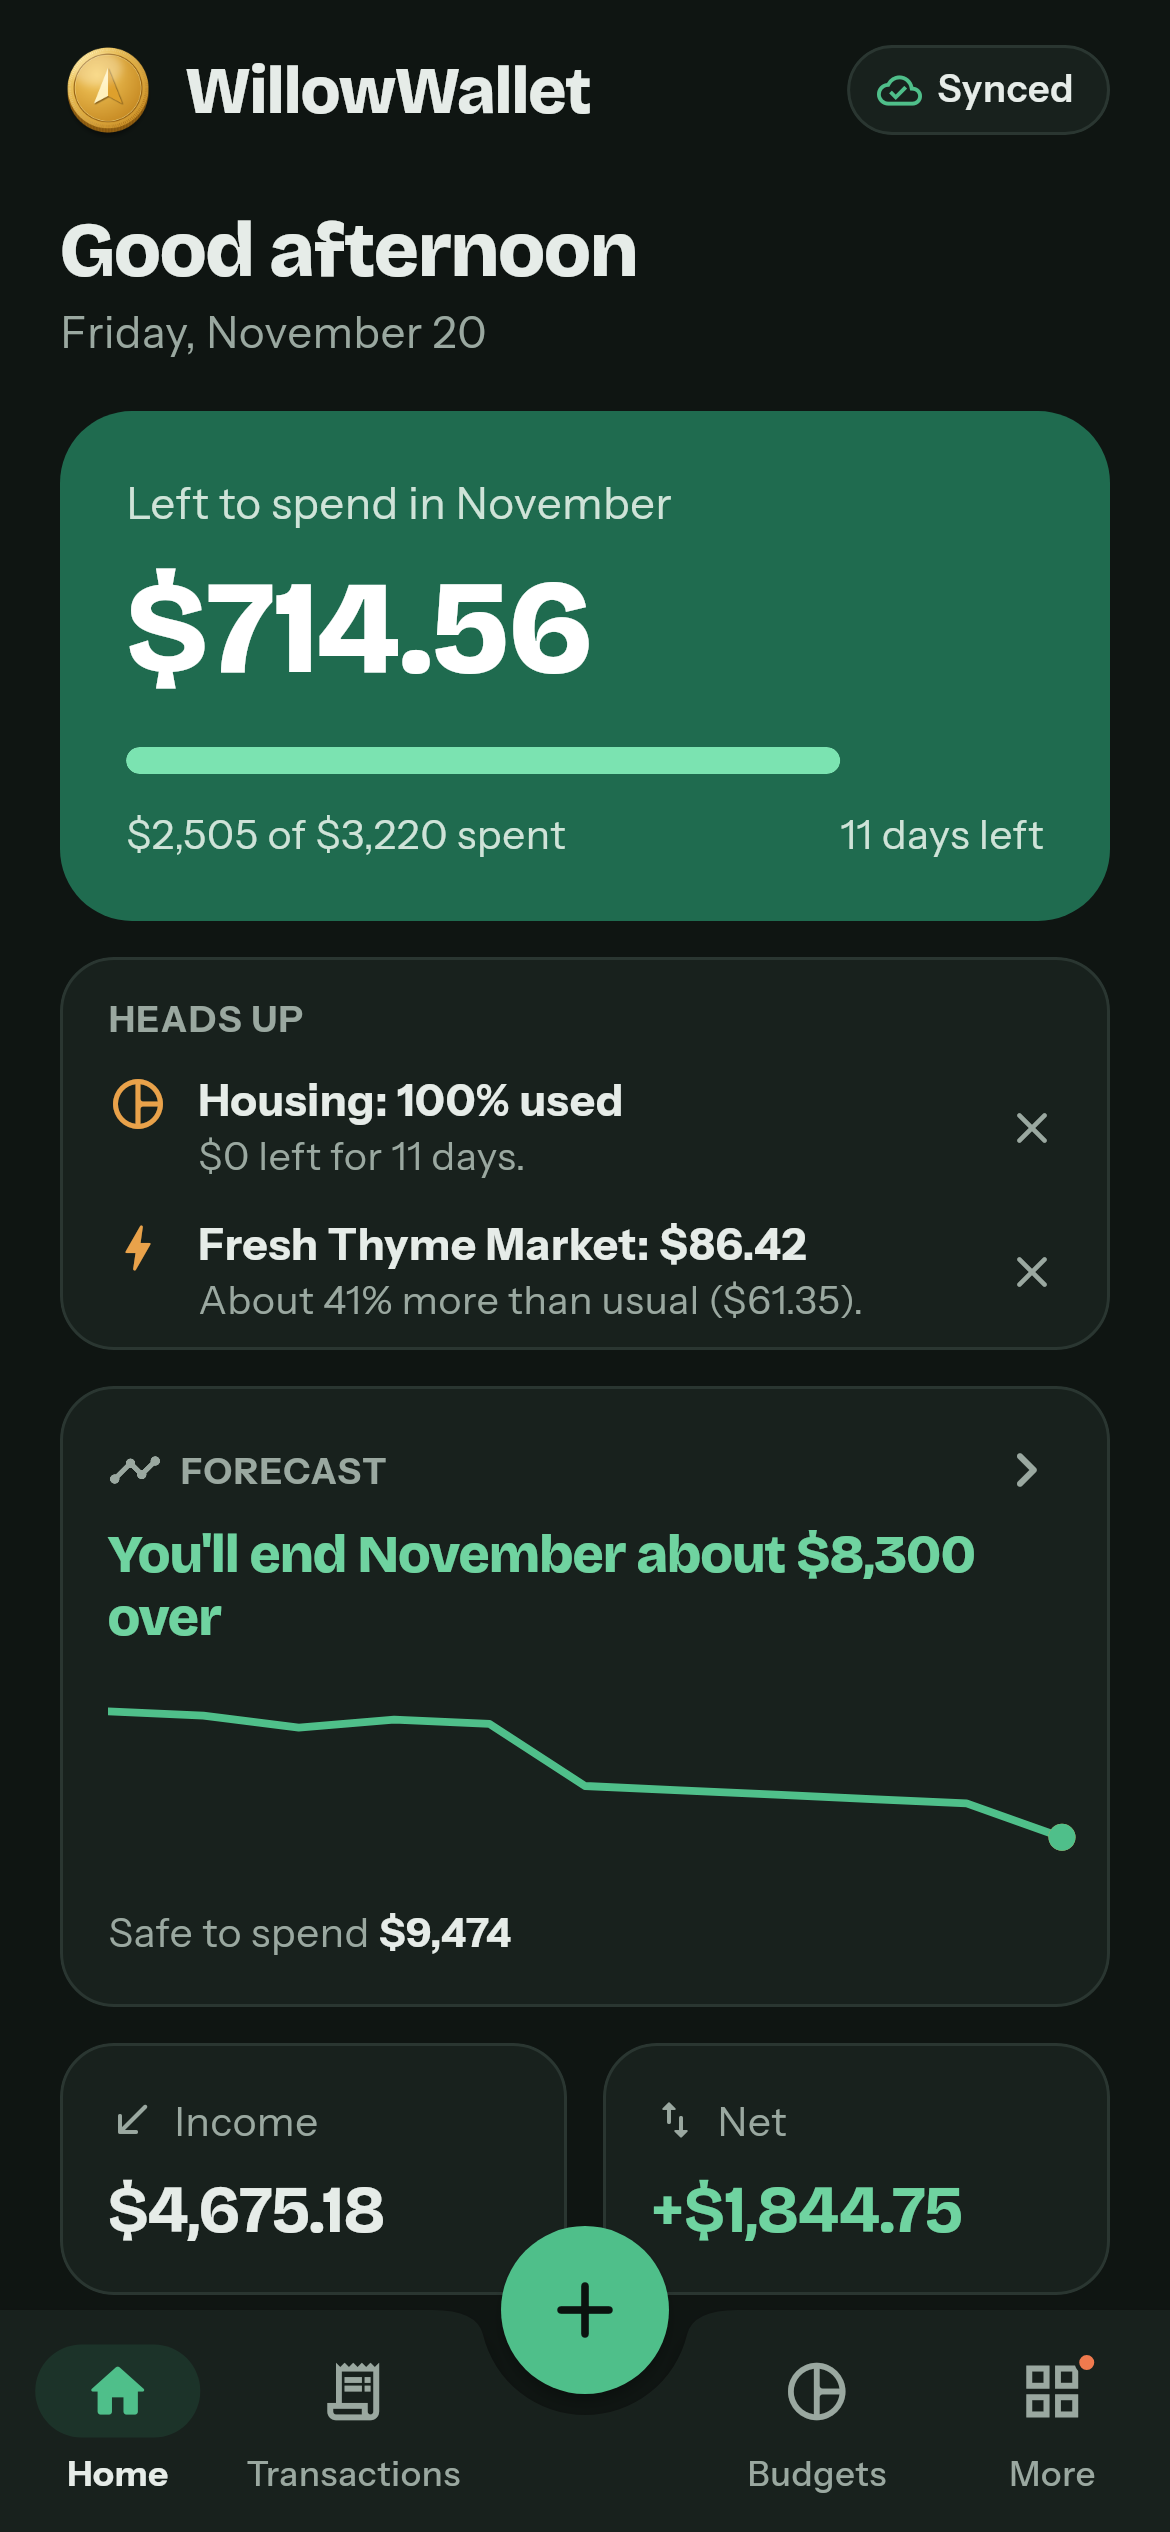 WillowWallet
Synced
Good afternoon
Friday, November 20
Left to spend in November
$714.56
$2,505 of $3,220 spent
11 days left
HEADS UP
Housing: 100% used
$0 left for 11 days.
Fresh Thyme Market: $86.42
About 41% more than usual ($61.35).
FORECAST
You'll end November about $8,300
over
Safe to spend $9,474
Income
$4,675.18
Net
+$1,844.75
Home
Transactions
Budgets
More